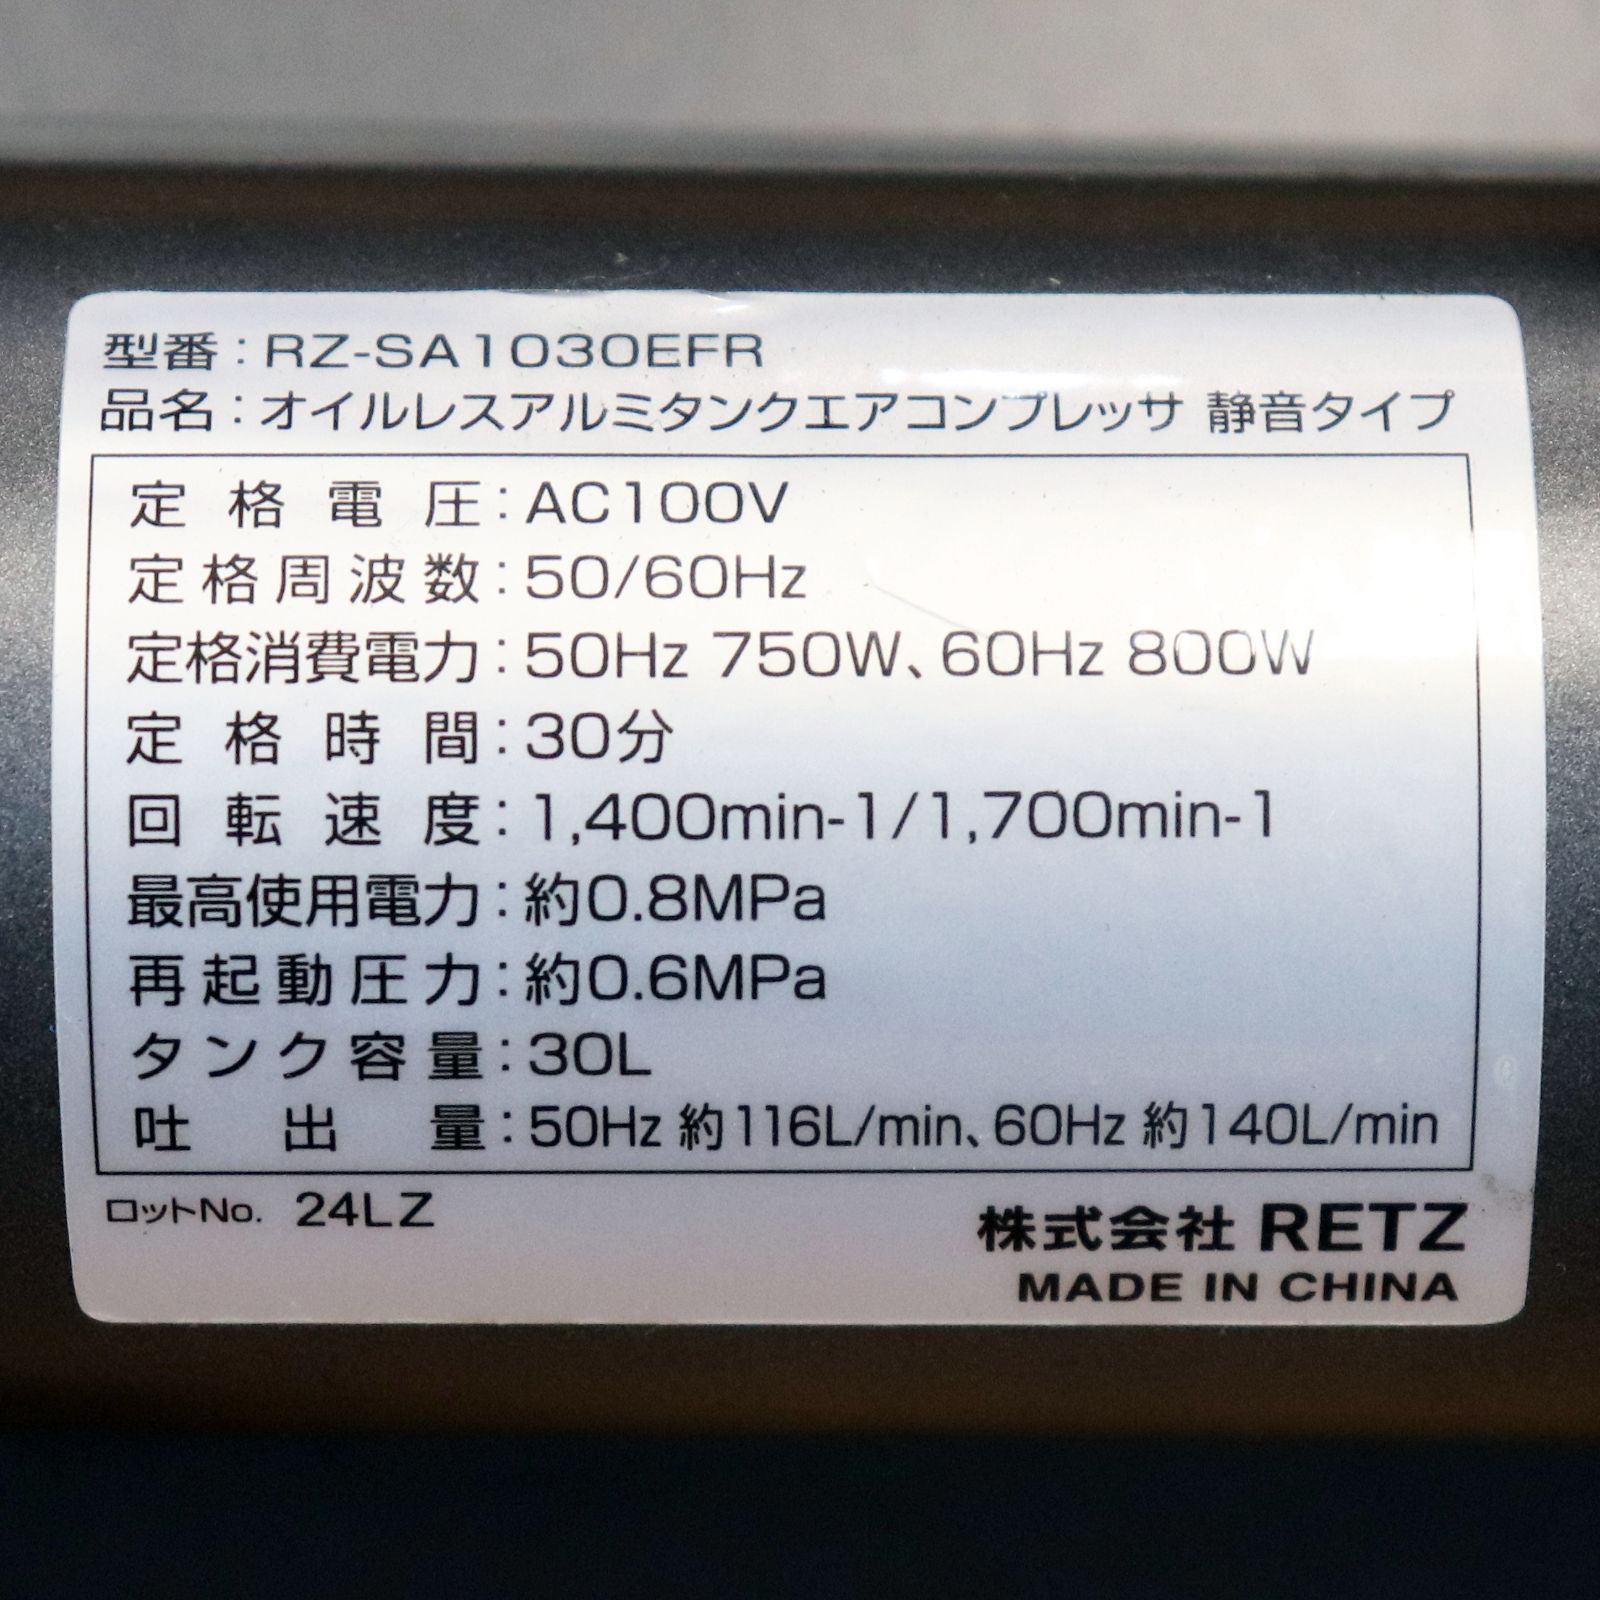 型番：RZ-SA1030EFR
品名：オイルレスアルミタンクエアコンプレッサ 静音タイプ
定格電圧：AC100V
定格周波数：50/60Hz
定格消費電力：50Hz 750W、60Hz 800W
定格時間：30分
回転速度：1,400min-1/1,700min-1
最高使用電力：約0.8MPa
再起動圧力：約0.6MPa
タンク容量：30L
吐出量：50Hz 約116L/min、60Hz 約140L/min
ロットNo. 24LZ
株式会社 RETZ
MADE IN CHINA